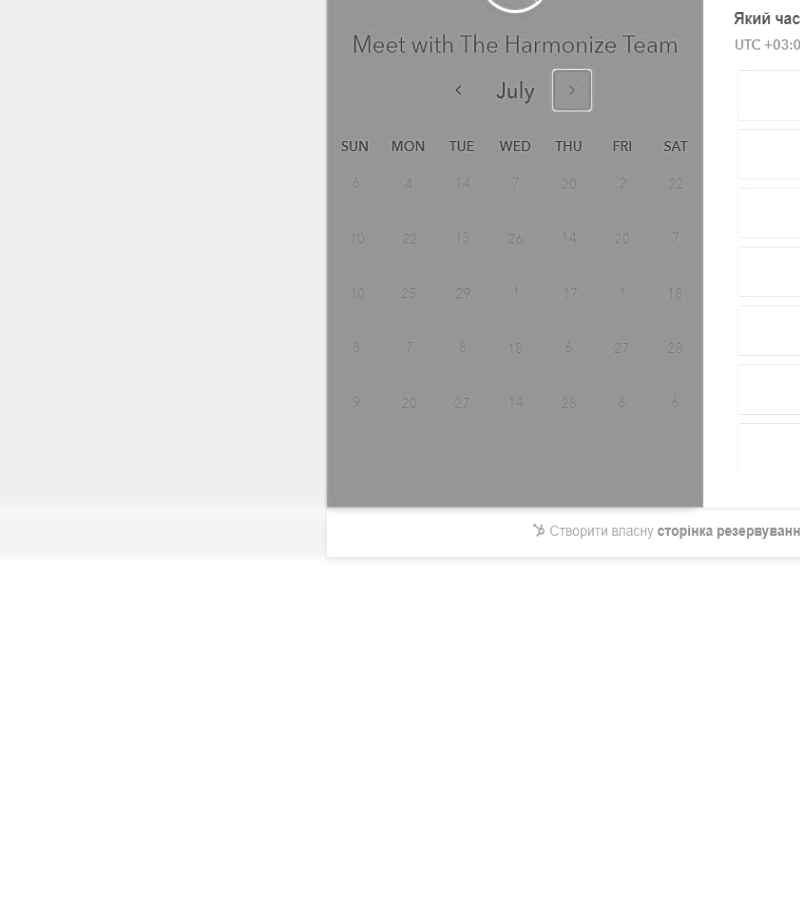 Meet with The Harmonize Team
July
SUN MON TUE WED THU FRI SAT
6 4 14 7 20 2 22
10 22 13 26 14 20 7
10 25 29 1 17 1 18
8 7 8 18 6 27 28
9 20 27 14 28 6 6
Який час
UTC +03:0
Створити власну сторінка резервуванн